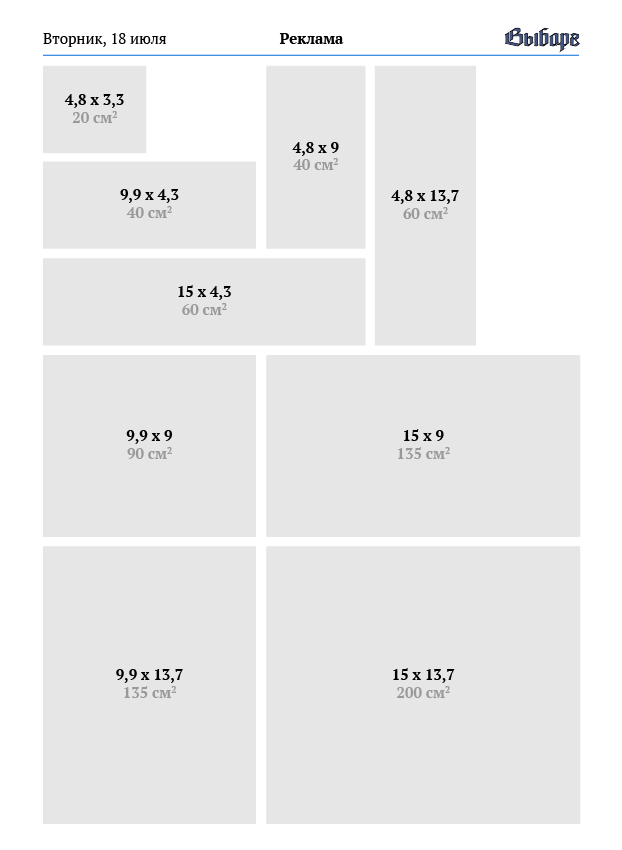 Вторник, 18 июля
Реклама
Выборг
4,8 x 3,3
20 см²
4,8 x 9
40 см²
4,8 x 13,7
60 см²
9,9 x 4,3
40 см²
15 x 4,3
60 см²
9,9 x 9
90 см²
15 x 9
135 см²
9,9 x 13,7
135 см²
15 x 13,7
200 см²